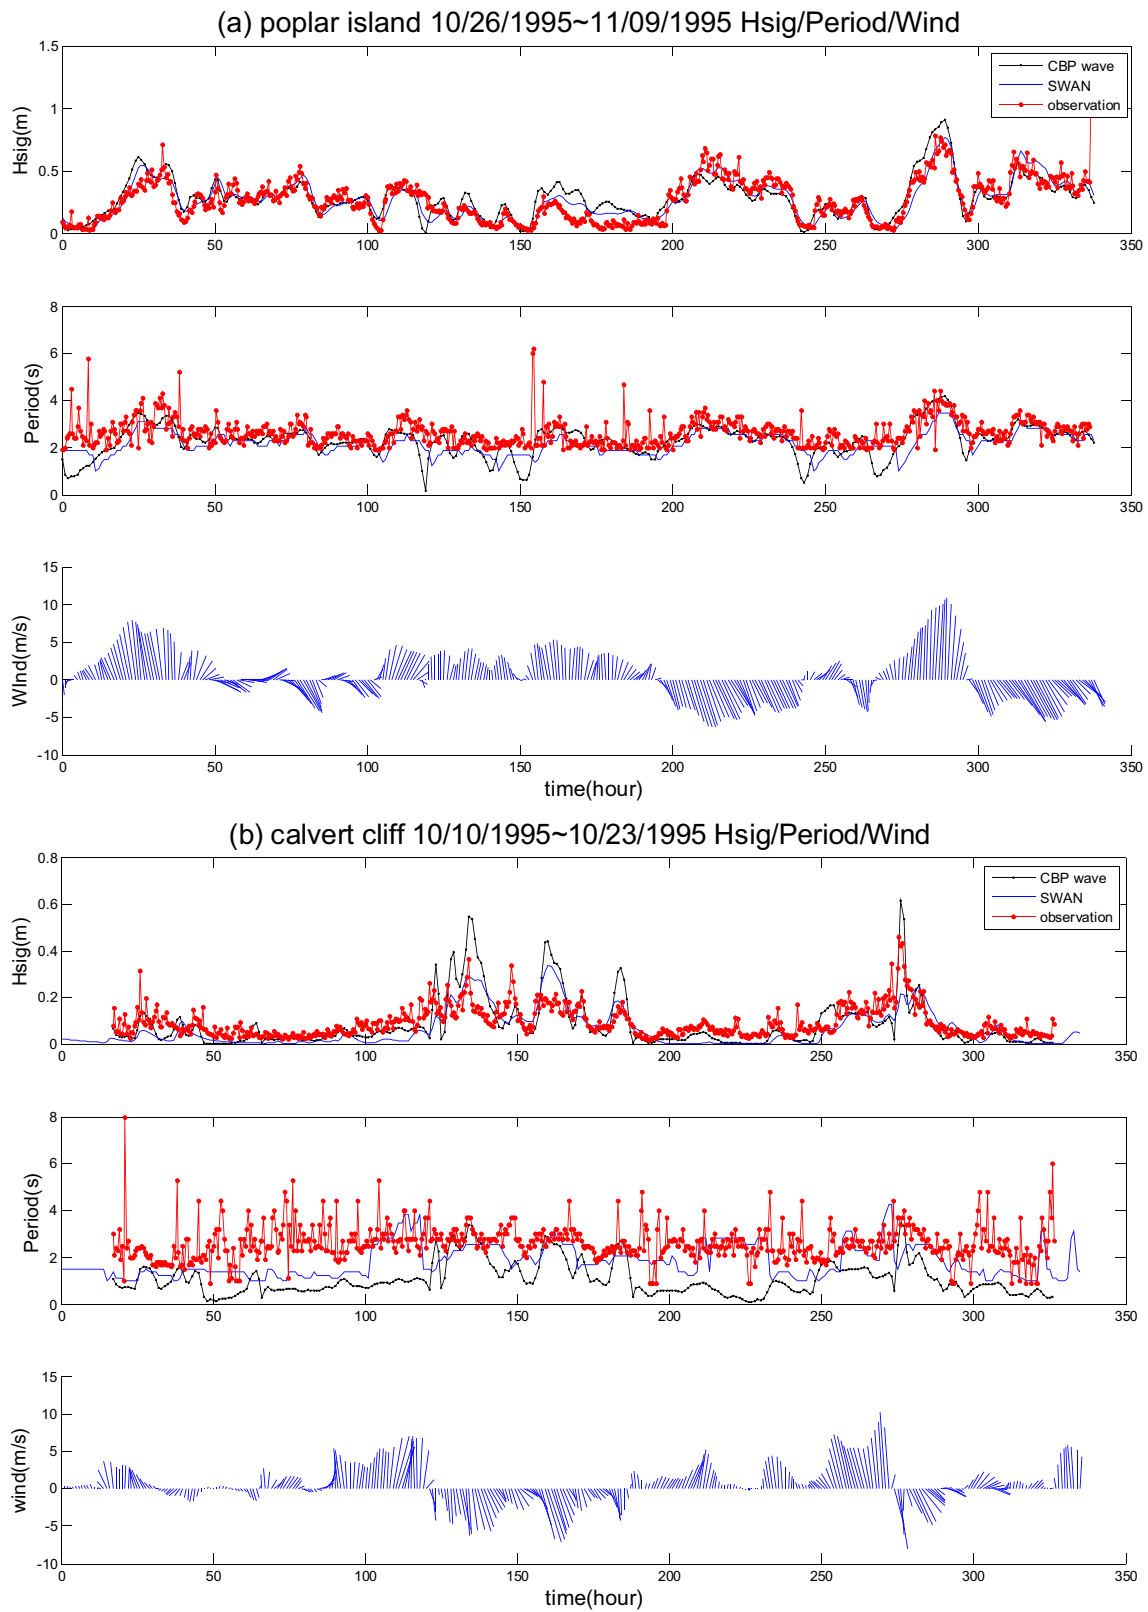 (a) poplar island 10/26/1995~11/09/1995 Hsig/Period/Wind
Hsig(m)
1.5
1
0.5
0
0 50 100 150 200 250 300 350
CBP wave
SWAN
observation
Period(s)
8
6
4
2
0
0 50 100 150 200 250 300 350
WInd(m/s)
15
10
5
0
-5
-10
0 50 100 150 200 250 300 350
time(hour)
(b) calvert cliff 10/10/1995~10/23/1995 Hsig/Period/Wind
Hsig(m)
0.8
0.6
0.4
0.2
0
0 50 100 150 200 250 300 350
CBP wave
SWAN
observation
Period(s)
8
6
4
2
0
0 50 100 150 200 250 300 350
wind(m/s)
15
10
5
0
-5
-10
0 50 100 150 200 250 300 350
time(hour)